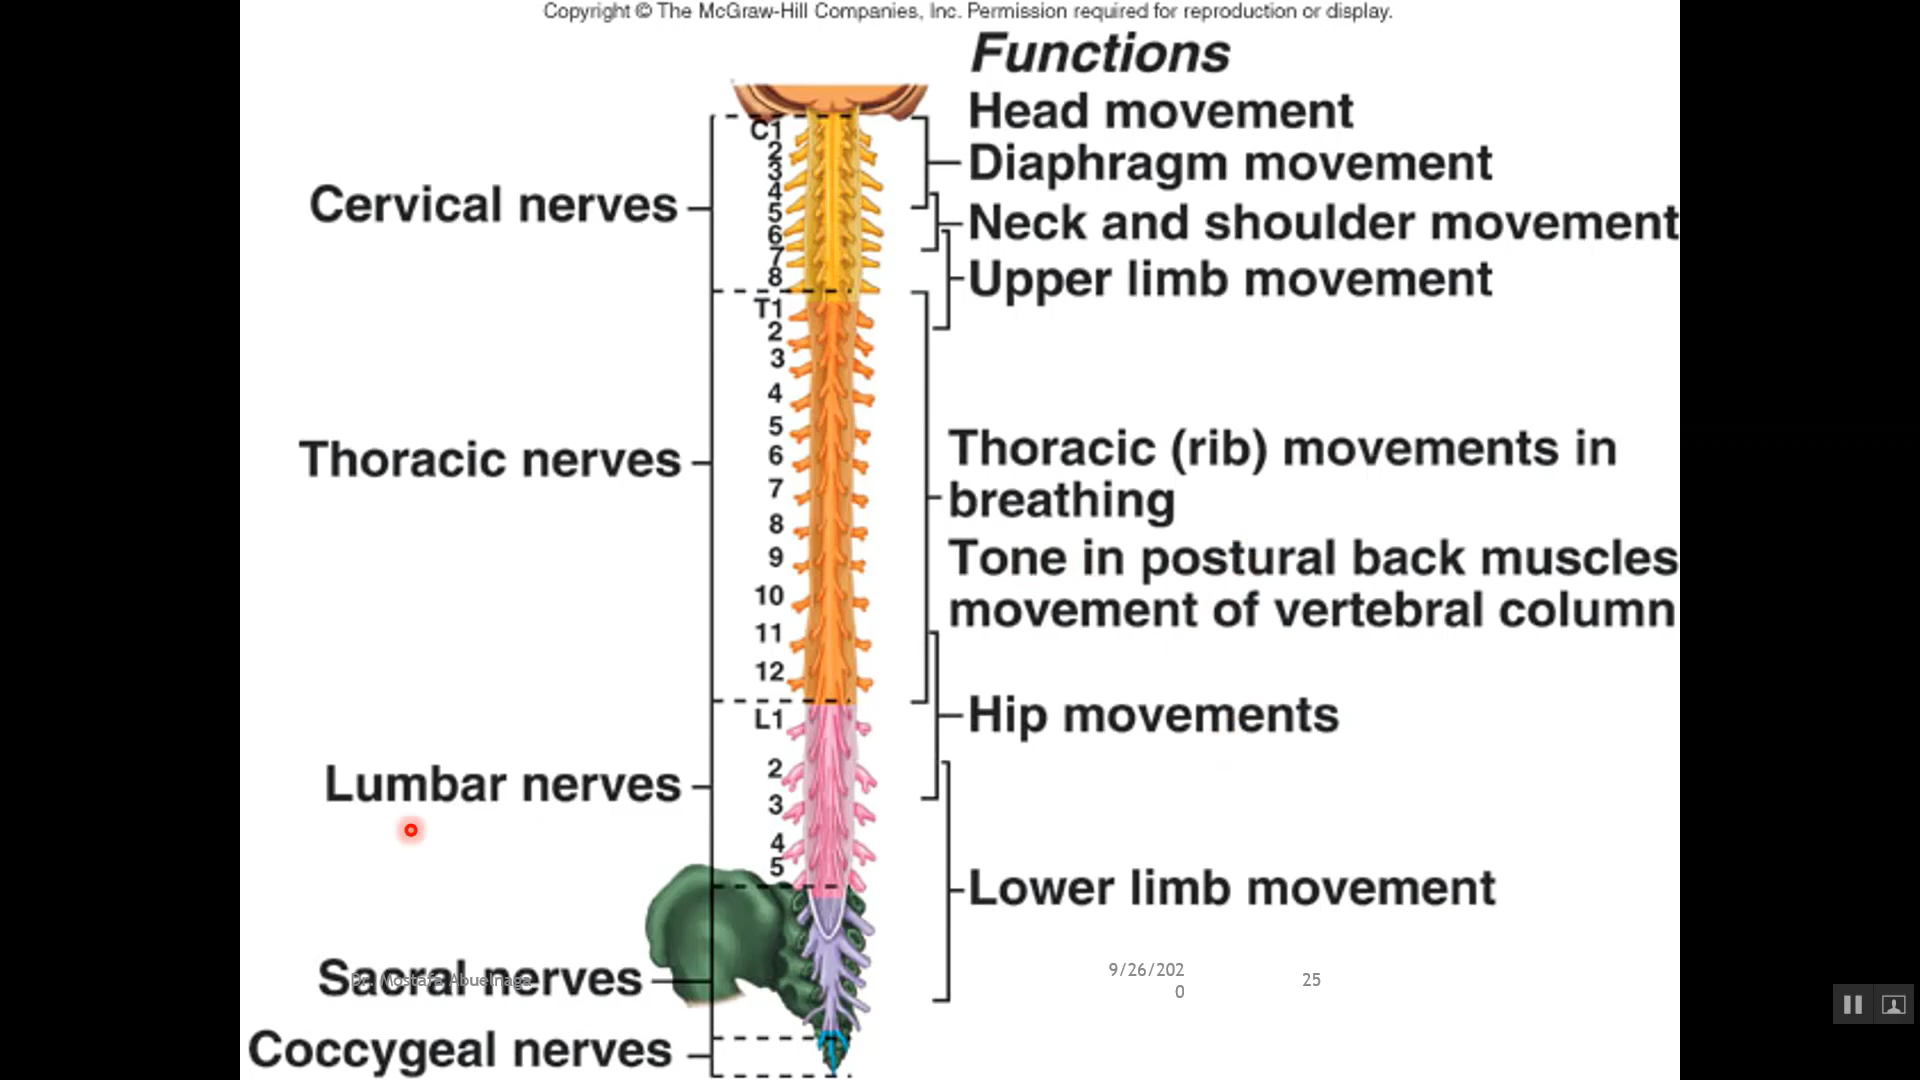 Copyright © The McGraw-Hill Companies, Inc. Permission required for reproduction or display.
Functions
Head movement
Diaphragm movement
Neck and shoulder movement
Upper limb movement
Thoracic (rib) movements in
breathing
Tone in postural back muscles
movement of vertebral column
Hip movements
Lower limb movement
Cervical nerves
C1
2
3
4
5
6
7
8
Thoracic nerves
T1
2
3
4
5
6
7
8
9
10
11
12
Lumbar nerves
L1
2
3
4
5
Sacral nerves
Coccygeal nerves
Dr. Mostafa Abuelnaga
9/26/202
0
25